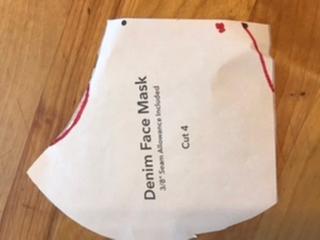 Denim Face Mask
3/8" Seam Allowance Included
Cut 4